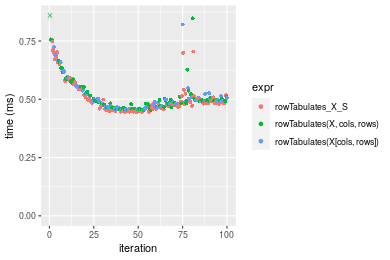 0.75
0.50
0.25
0.00
time (ms)
0
25
50
75
100
iteration
expr
rowTabulates_X_S
rowTabulates(X, cols, rows)
rowTabulates(X[cols, rows])